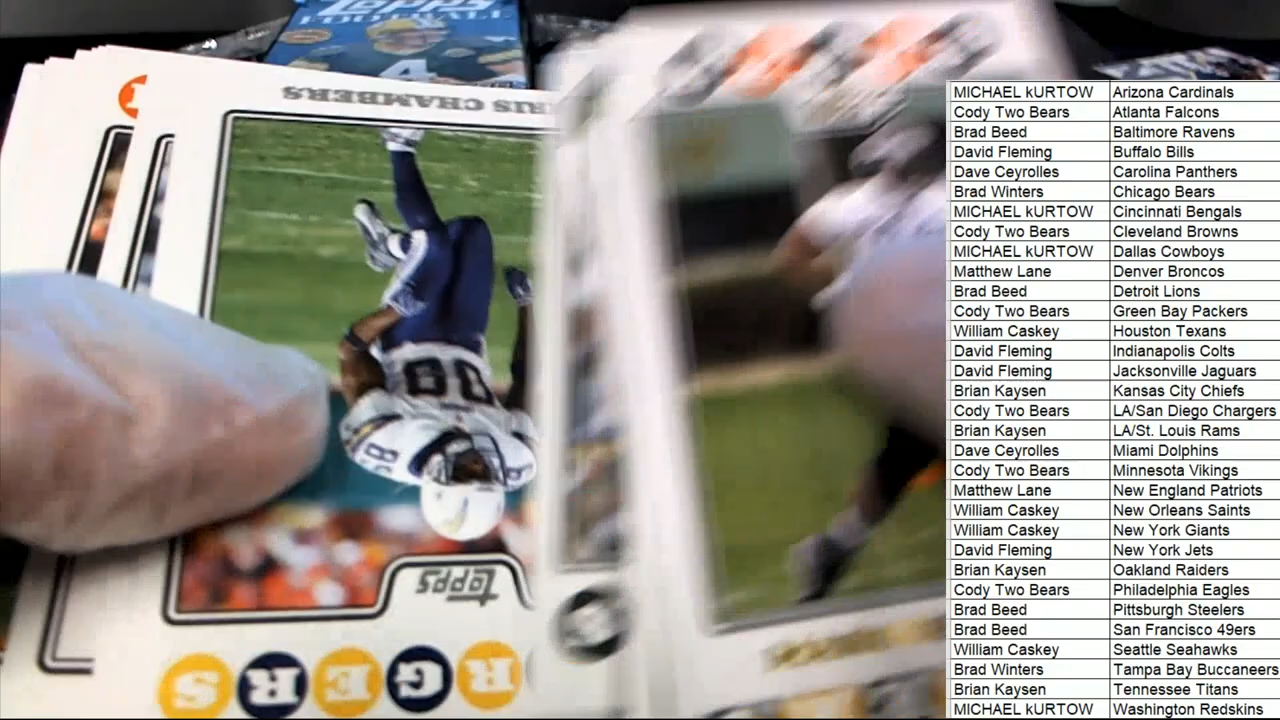 Topps
FOOTBALL
4
RIS CHAMBERS
89
Topps
RGERS
MICHAEL kURTOW Arizona Cardinals
Cody Two Bears Atlanta Falcons
Brad Beed Baltimore Ravens
David Fleming Buffalo Bills
Dave Ceyrolles Carolina Panthers
Brad Winters Chicago Bears
MICHAEL kURTOW Cincinnati Bengals
Cody Two Bears Cleveland Browns
MICHAEL kURTOW Dallas Cowboys
Matthew Lane Denver Broncos
Brad Beed Detroit Lions
Cody Two Bears Green Bay Packers
William Caskey Houston Texans
David Fleming Indianapolis Colts
David Fleming Jacksonville Jaguars
Brian Kaysen Kansas City Chiefs
Cody Two Bears LA/San Diego Chargers
Brian Kaysen LA/St. Louis Rams
Dave Ceyrolles Miami Dolphins
Cody Two Bears Minnesota Vikings
Matthew Lane New England Patriots
William Caskey New Orleans Saints
William Caskey New York Giants
David Fleming New York Jets
Brian Kaysen Oakland Raiders
Cody Two Bears Philadelphia Eagles
Brad Beed Pittsburgh Steelers
Brad Beed San Francisco 49ers
William Caskey Seattle Seahawks
Brad Winters Tampa Bay Buccaneers
Brian Kaysen Tennessee Titans
MICHAEL kURTOW Washington Redskins